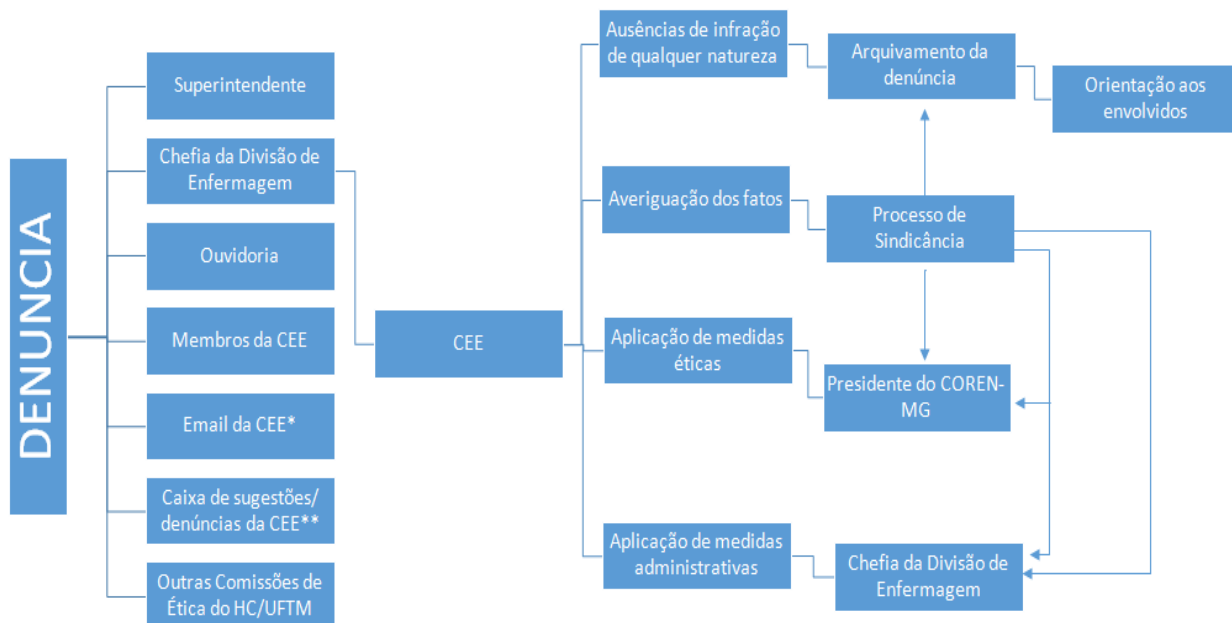 DENUNCIA
Superintendente
Chefia da Divisão de
Enfermagem
Ouvidoria
Membros da CEE
Email da CEE*
Caixa de sugestões/
denúncias da CEE**
Outras Comissões de
Ética do HC/UFTM
CEE
Ausências de infração
de qualquer natureza
Averiguação dos fatos
Aplicação de medidas
éticas
Aplicação de medidas
administrativas
Arquivamento da
denúncia
Processo de
Sindicância
Presidente do COREN-
MG
Chefia da Divisão de
Enfermagem
Orientação aos
envolvidos